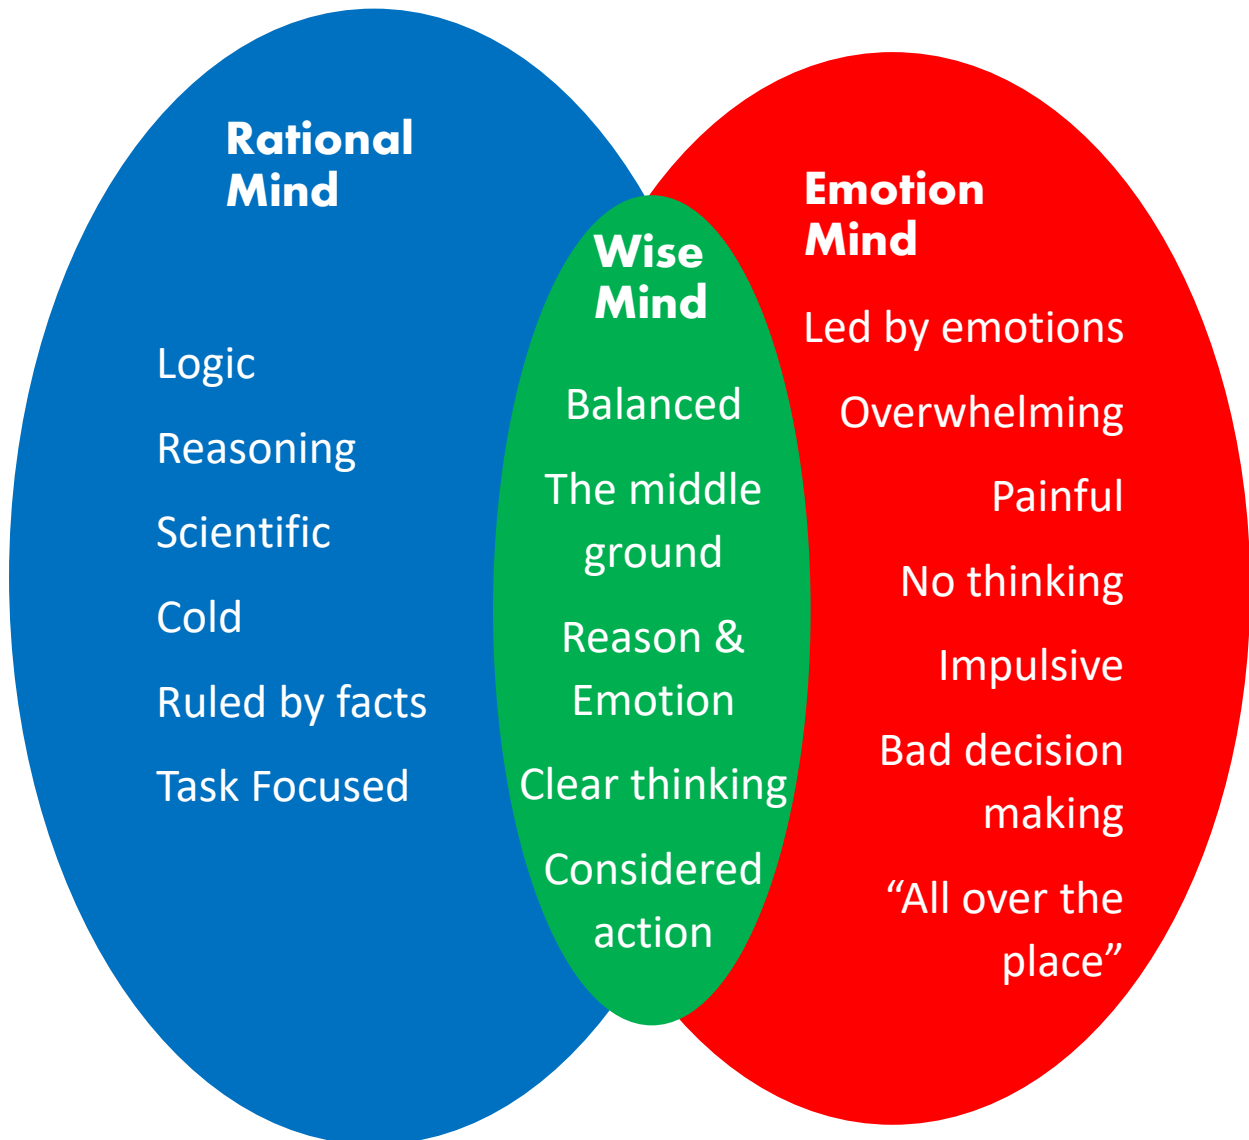 Rational
Mind
Logic
Reasoning
Scientific
Cold
Ruled by facts
Task Focused
Wise
Mind
Balanced
The middle
ground
Reason &
Emotion
Clear thinking
Considered
action
Emotion
Mind
Led by emotions
Overwhelming
Painful
No thinking
Impulsive
Bad decision
making
“All over the
place”